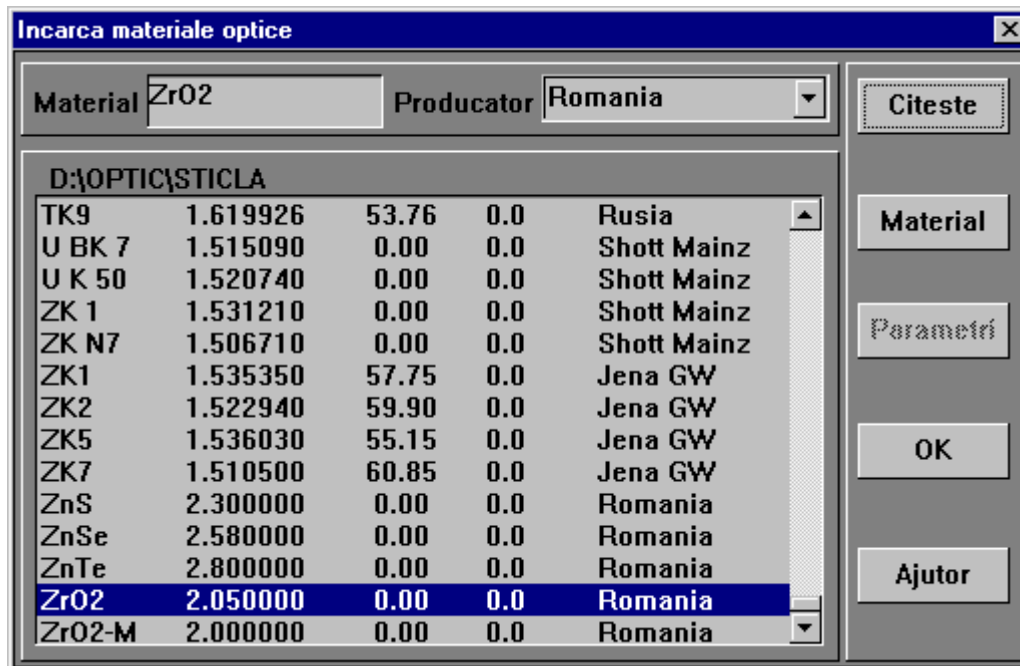 Incarca materiale optice
Material ZrO2 Producator Romania
Citeste
D:\OPTIC\STICLA
TK9 1.619926 53.76 0.0 Rusia
U BK 7 1.515090 0.00 0.0 Shott Mainz
U K 50 1.520740 0.00 0.0 Shott Mainz
ZK 1 1.531210 0.00 0.0 Shott Mainz
ZK N7 1.506710 0.00 0.0 Shott Mainz
ZK1 1.535350 57.75 0.0 Jena GW
ZK2 1.522940 59.90 0.0 Jena GW
ZK5 1.536030 55.15 0.0 Jena GW
ZK7 1.510500 60.85 0.0 Jena GW
ZnS 2.300000 0.00 0.0 Romania
ZnSe 2.580000 0.00 0.0 Romania
ZnTe 2.800000 0.00 0.0 Romania
ZrO2 2.050000 0.00 0.0 Romania
ZrO2-M 2.000000 0.00 0.0 Romania
Material
Parametri
OK
Ajutor